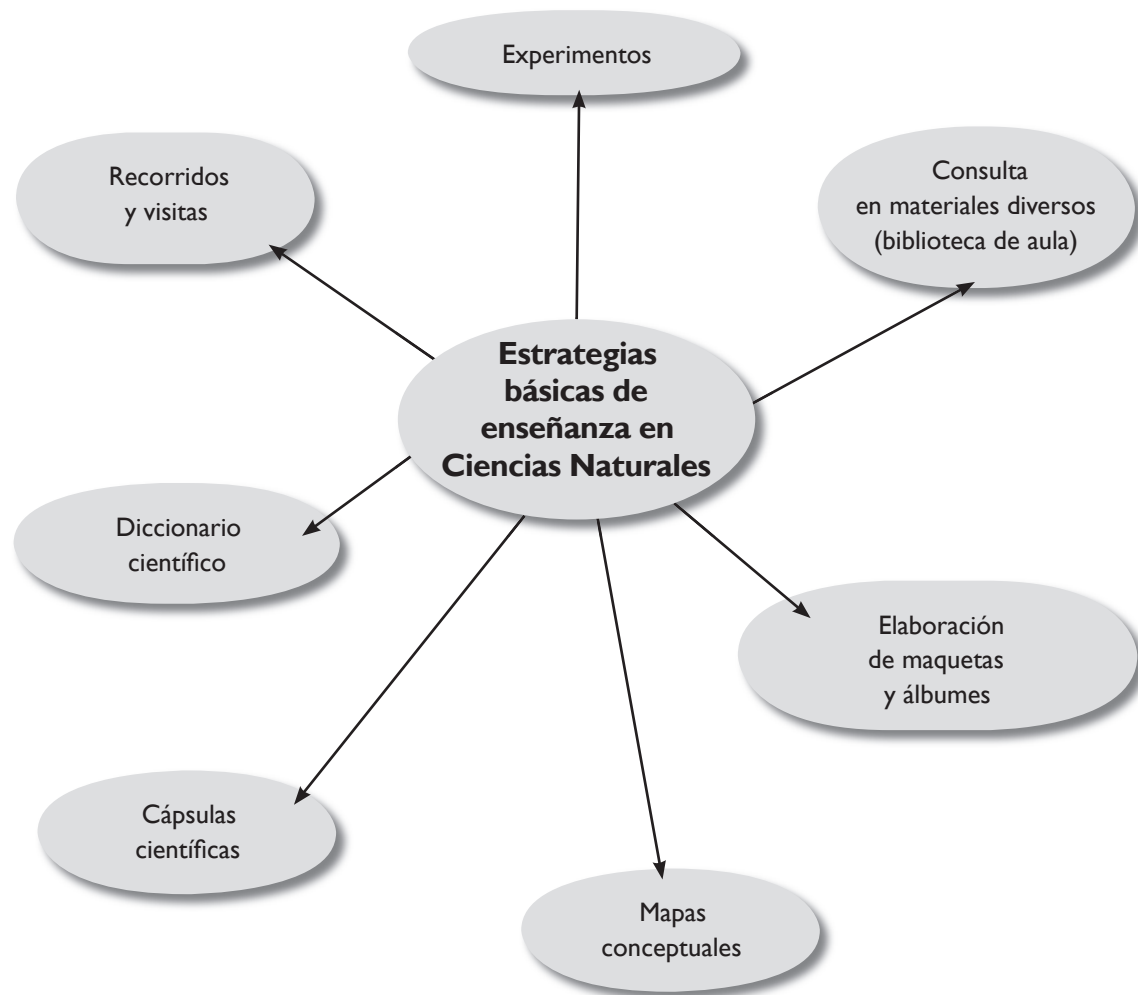 Experimentos
Recorridos
y visitas
Consulta
en materiales diversos
(biblioteca de aula)
Estrategias
básicas de
enseñanza en
Ciencias Naturales
Diccionario
científico
Elaboración
de maquetas
y álbumes
Cápsulas
científicas
Mapas
conceptuales